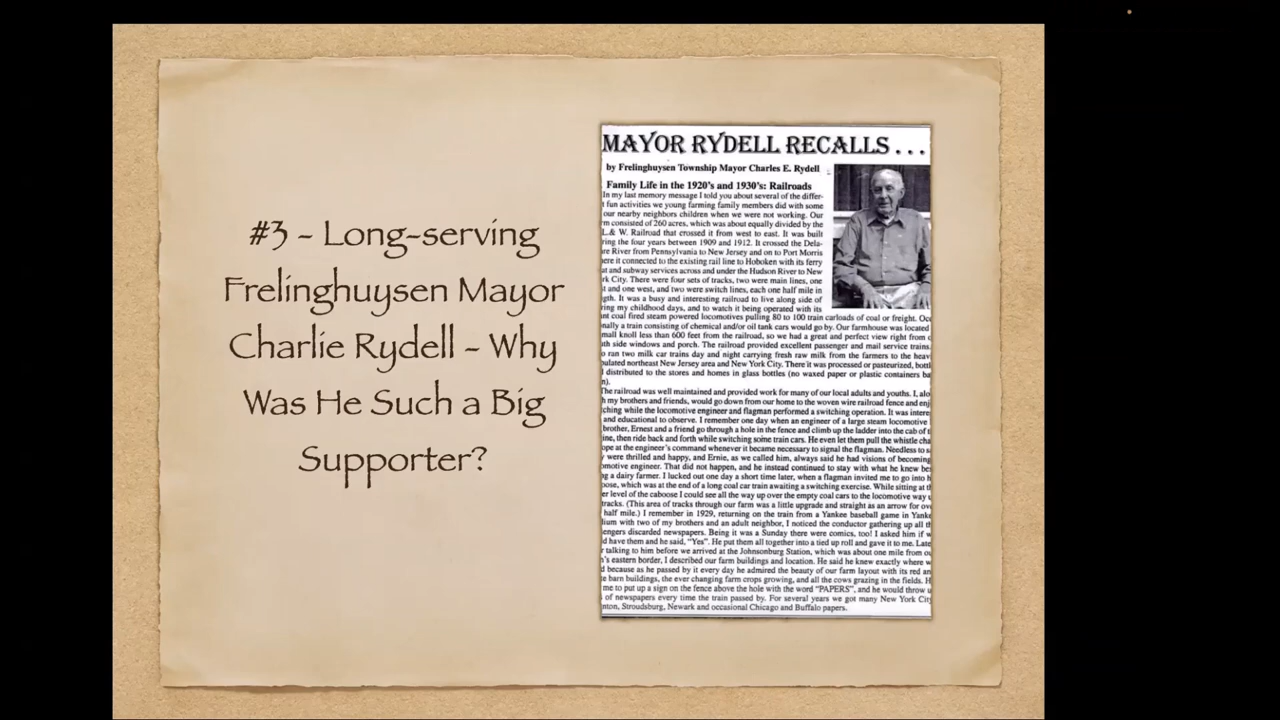 #3 - Long-serving
Frelinghuysen Mayor
Charlie Rydell - Why
Was He Such a Big
Supporter?
MAYOR RYDELL RECALLS . . .
by Frelinghuysen Township Mayor Charles E. Rydell
Family Life in the 1920's and 1930's: Railroads
In my last memory message I told you about several of the differ-
t fun activities we young farming family members did with some
our nearby neighbors children when we were not working. Our
m consisted of 260 acres, which was about equally divided by the
L.& W. Railroad that crossed it from west to east. It was built
ring the four years between 1909 and 1912. It crossed the Dela-
re River from Pennsylvania to New Jersey and on to Port Morris
ere it connected to the existing rail line to Hoboken with its ferry
at and subway services across and under the Hudson River to New
rk City. There were four sets of tracks, two were main lines, one
t and one west, and two were switch lines, each one half mile in
gth. It was a busy and interesting railroad to live along side of
ring my childhood days, and to watch it being operated with its
nt coal fired steam powered locomotives pulling 80 to 100 train carloads of coal or freight. Occ
nally a train consisting of chemical and/or oil tank cars would go by. Our farmhouse was located
mall knoll less than 600 feet from the railroad, so we had a great and perfect view right from o
th side windows and porch. The railroad provided excellent passenger and mail service trains.
o ran two milk car trains day and night carrying fresh raw milk from the farmers to the heav
ulated northeast New Jersey area and New York City. There it was processed or pasteurized, bottl
l distributed to the stores and homes in glass bottles (no waxed paper or plastic containers ba
n).
The railroad was well maintained and provided work for many of our local adults and youths. I, alo
h my brothers and friends, would go down from our home to the woven wire railroad fence and enj
ching while the locomotive engineer and flagman performed a switching operation. It was intere
and educational to observe. I remember one day when an engineer of a large steam locomotive l
brother, Ernest and a friend go through a hole in the fence and climb up the ladder into the cab of t
ine, then ride back and forth while switching some train cars. He even let them pull the whistle cha
ope at the engineer's command whenever it became necessary to signal the flagman. Needless to s
y were thrilled and happy, and Ernie, as we called him, always said he had visions of becoming
omotive engineer. That did not happen, and he instead continued to stay with what he knew be
ng a dairy farmer. I lucked out one day a short time later, when a flagman invited me to go into h
oose, which was at the end of a long coal car train awaiting a switching exercise. While sitting at th
er level of the caboose I could see all the way up over the empty coal cars to the locomotive way u
tracks. (This area of tracks through our farm was a little upgrade and straight as an arrow for ov
half mile.) I remember in 1929, returning on the train from a Yankee baseball game in Yanke
lium with two of my brothers and an adult neighbor, I noticed the conductor gathering up all th
engers discarded newspapers. Being it was a Sunday there were comics, too! I asked him if w
d have them and he said, "Yes". He put them all together into a tied up roll and gave it to me. Late
r talking to him before we arrived at the Johnsonburg Station, which was about one mile from ou
n's eastern border, I described our farm buildings and location. He said he knew exactly where w
d because as he passed by it every day he admired the beauty of our farm layout with its red an
e barn buildings, the ever changing farm crops growing, and all the cows grazing in the fields. H
me to put up a sign on the fence above the hole with the word "PAPERS", and he would throw u
of newspapers every time the train passed by. For several years we got many New York City
nton, Stroudsburg, Newark and occasional Chicago and Buffalo papers.